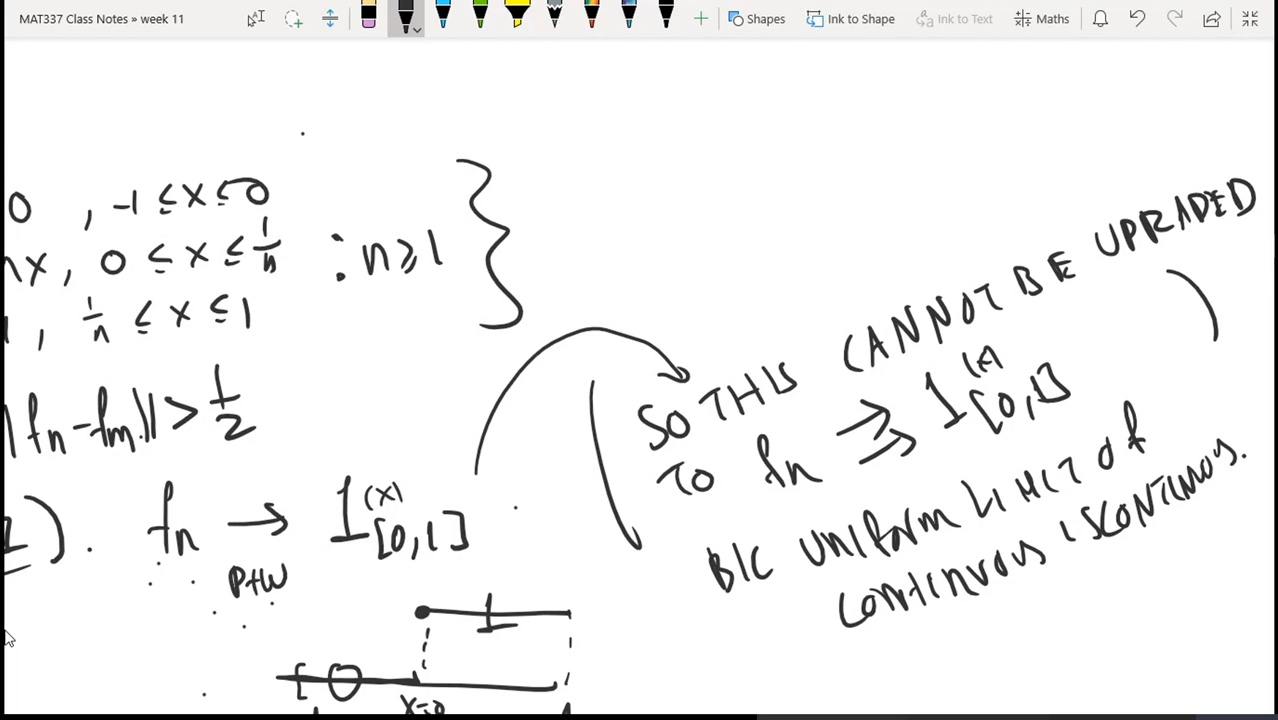 MAT337 Class Notes » week 11
Shapes
Ink to Shape
Ink to Text
Maths
0 , -1 ≤ x ≤ 0
nx, 0 ≤ x ≤ 1/n : n ≥ 1 }
, 1/n ≤ x ≤ 1
||fn - fm|| > 1/2
1). fn → 1[0,1](x)
P+W
SO THIS CANNOT BE UPRADED
TO fn ⇉ 1[0,1](x) )
B/C UNIFORM LIMIT OF
CONTINUOUS IS CONTINUOUS.
1
0
x=0